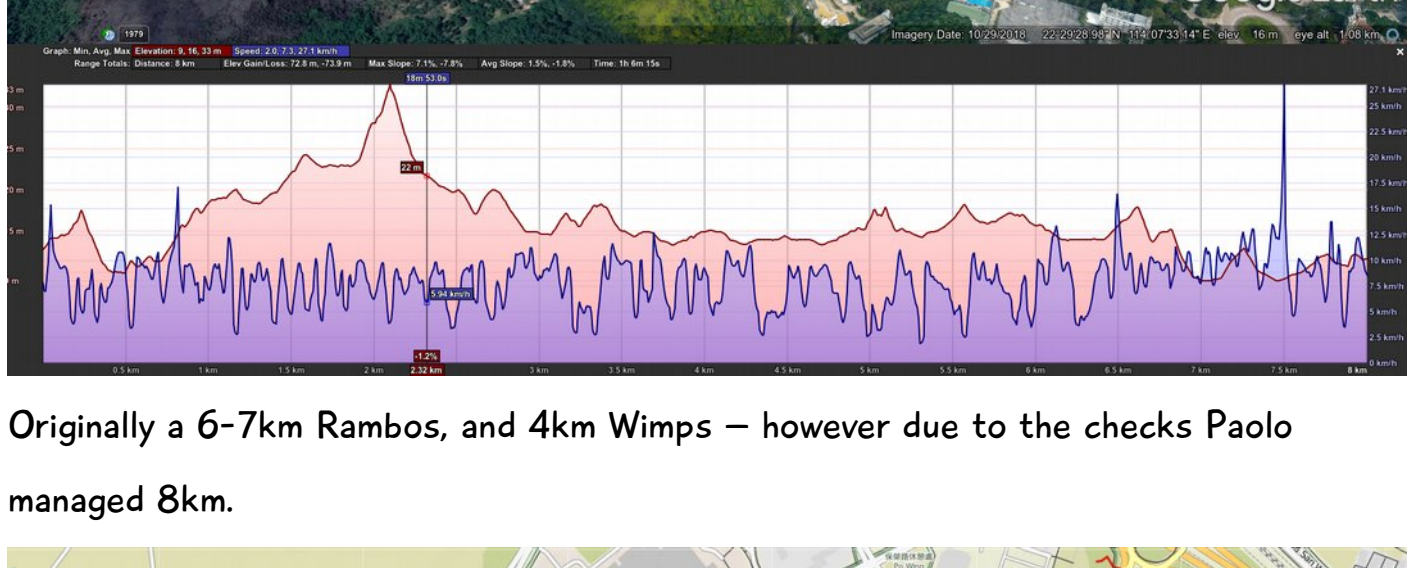 Google Earth
1979
Imagery Date: 10/29/2018 22°29'28.98" N 114°07'33.14" E elev 16 m eye alt 1.08 km
Graph: Min, Avg, Max Elevation: 9, 16, 33 m Speed: 2.0, 7.3, 27.1 km/h
Range Totals: Distance: 8 km Elev Gain/Loss: 72.8 m, -73.9 m Max Slope: 7.1%, -7.8% Avg Slope: 1.5%, -1.8% Time: 1h 6m 15s
18m 53.0s
27.1 km/h
25 km/h
22.5 km/h
20 km/h
17.5 km/h
15 km/h
12.5 km/h
10 km/h
7.5 km/h
5 km/h
2.5 km/h
0 km/h
22 m
5.94 km/h
-1.2%
0.5 km 1 km 1.5 km 2 km 2.32 km 3 km 3.5 km 4 km 4.5 km 5 km 5.5 km 6 km 6.5 km 7 km 7.5 km 8 km
Originally a 6-7km Rambos, and 4km Wimps – however due to the checks Paolo
managed 8km.